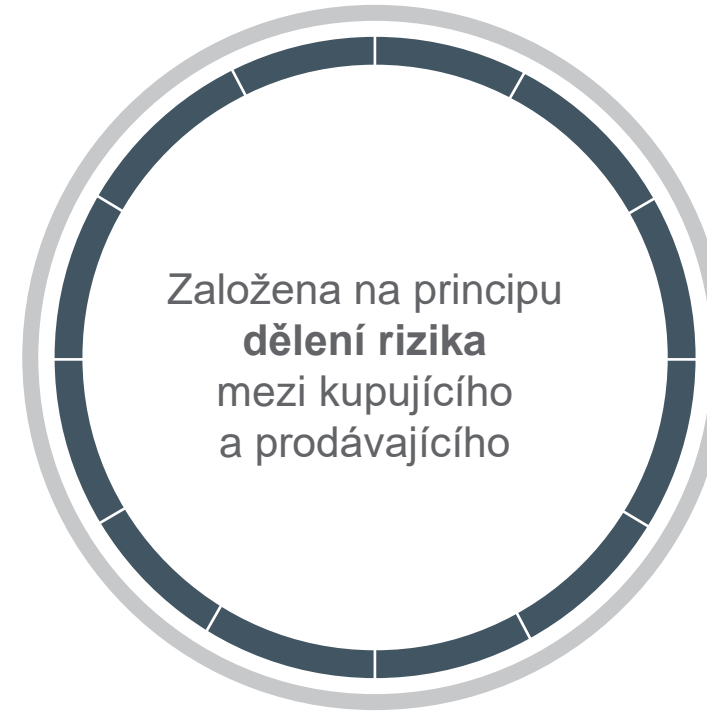 Založena na principu
dělení rizika
mezi kupujícího
a prodávajícího